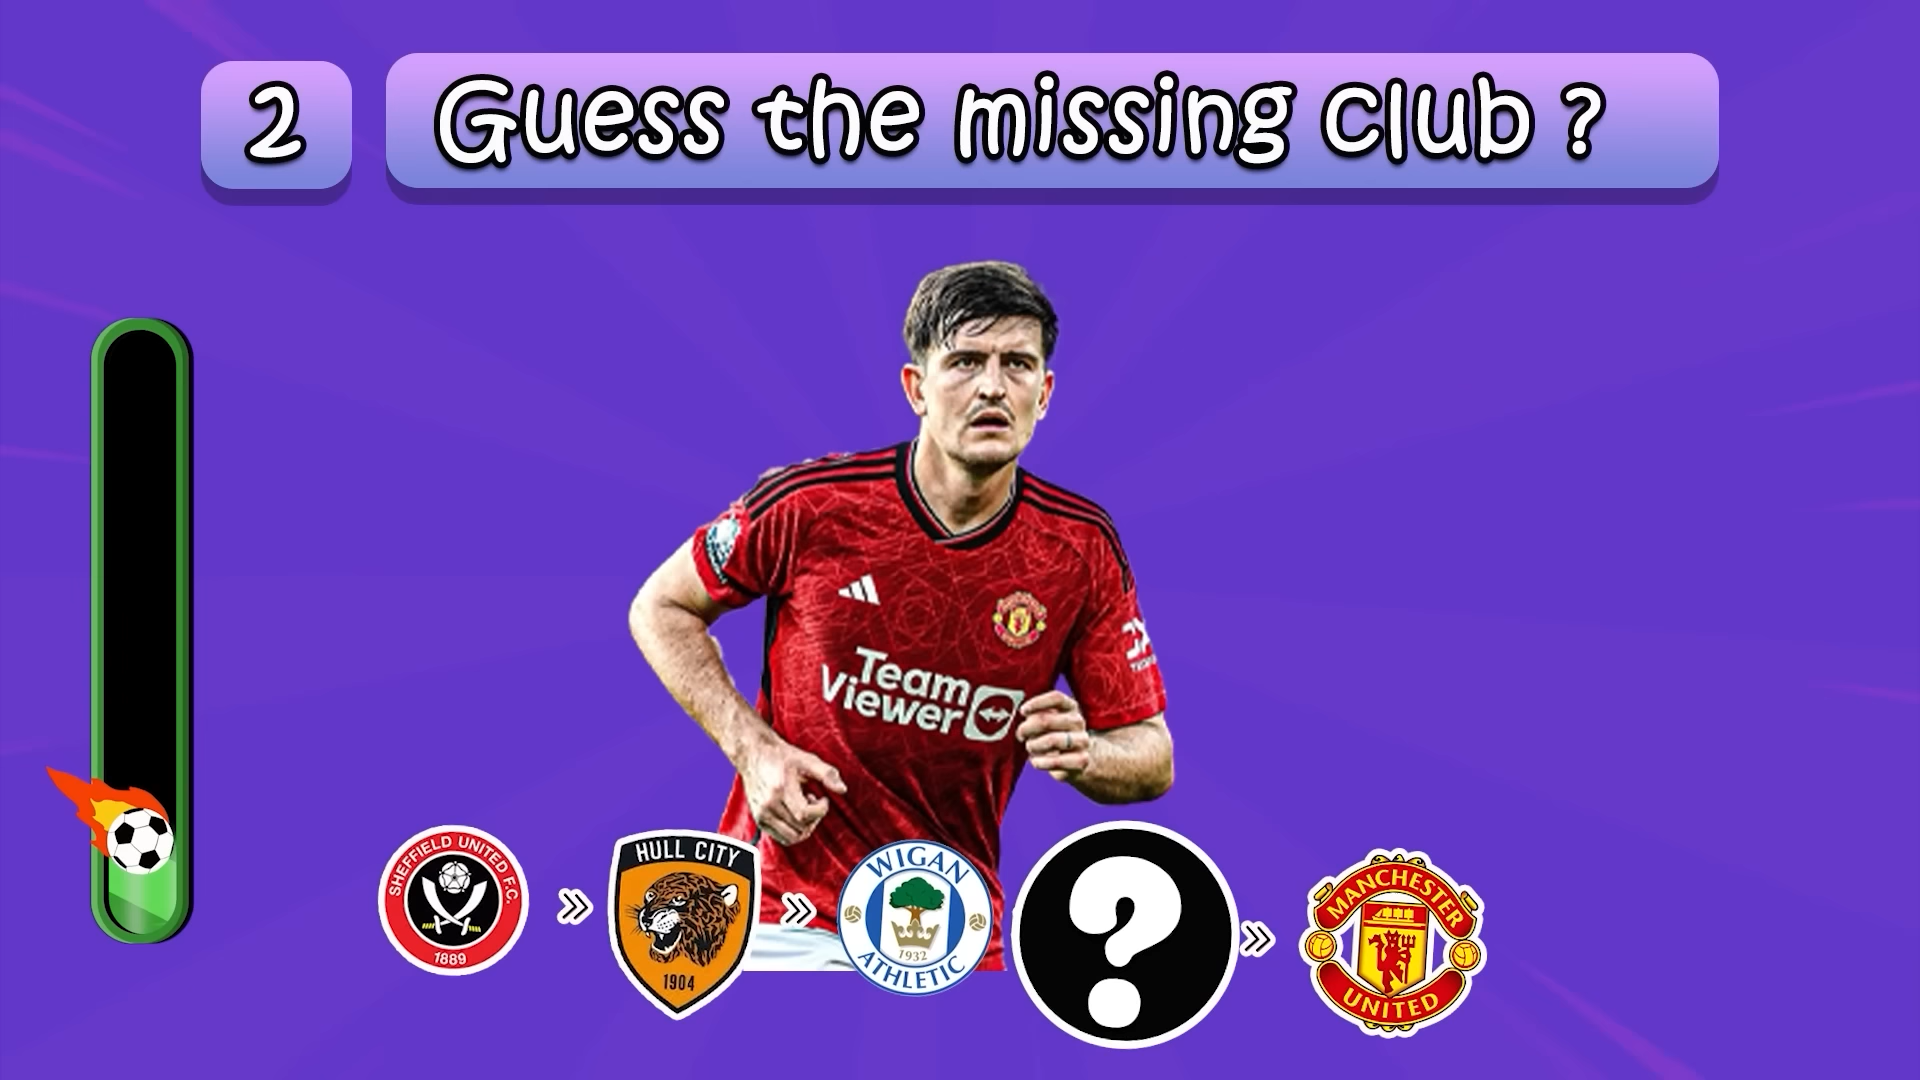 2
Guess the missing club ?
Team
Viewer
SHEFFIELD UNITED F.C.
1889
HULL CITY
1904
WIGAN
1932
ATHLETIC
?
MANCHESTER
UNITED